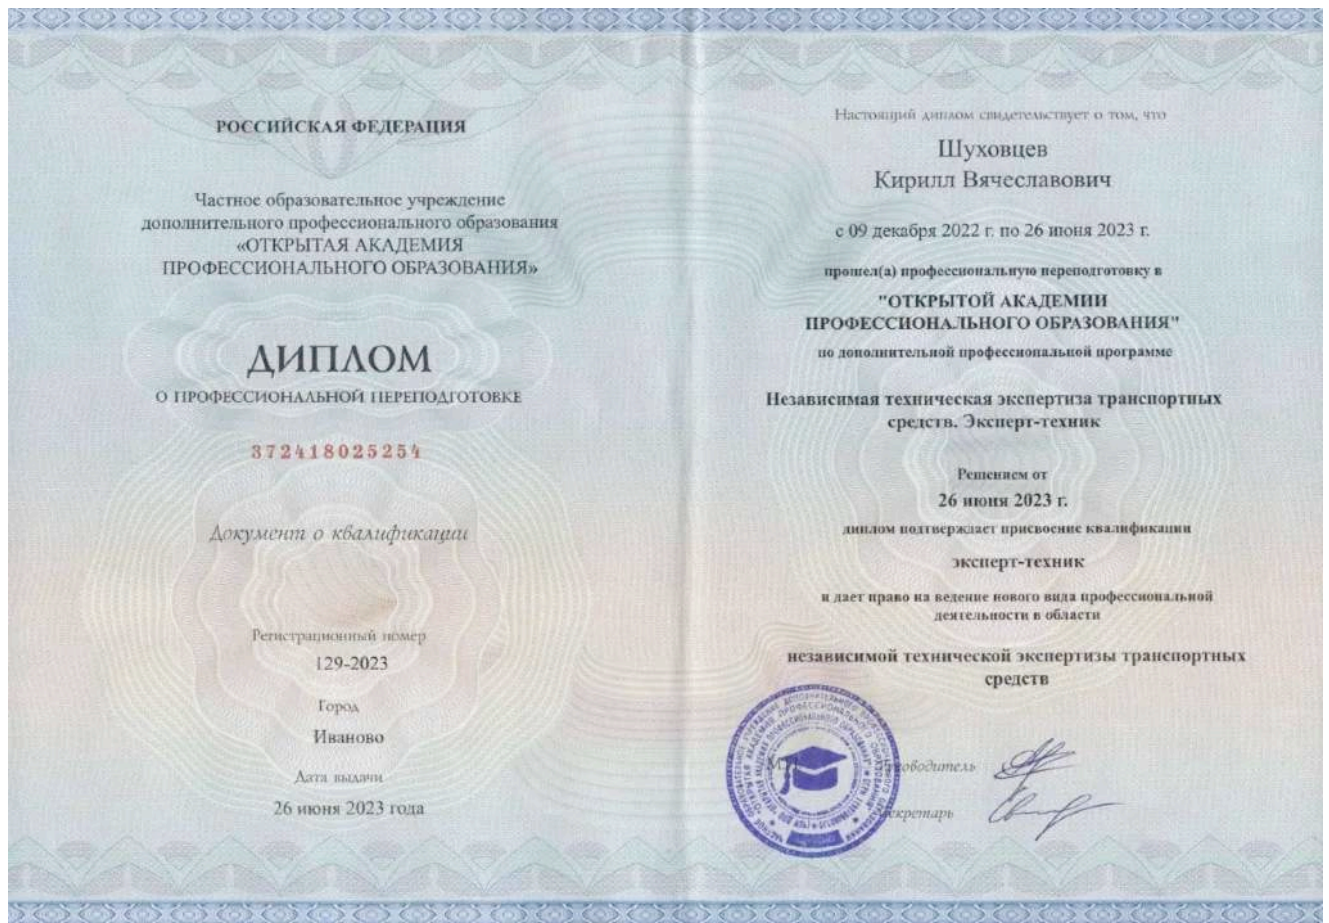 РОССИЙСКАЯ ФЕДЕРАЦИЯ
Частное образовательное учреждение
дополнительного профессионального образования
«ОТКРЫТАЯ АКАДЕМИЯ
ПРОФЕССИОНАЛЬНОГО ОБРАЗОВАНИЯ»
ДИПЛОМ
О ПРОФЕССИОНАЛЬНОЙ ПЕРЕПОДГОТОВКЕ
372418025254
Документ о квалификации
Регистрационный номер
129-2023
Город
Иваново
Дата выдачи
26 июня 2023 года
Настоящий диплом свидетельствует о том, что
Шуховцев
Кирилл Вячеславович
с 09 декабря 2022 г. по 26 июня 2023 г.
прошел(а) профессиональную переподготовку в
"ОТКРЫТОЙ АКАДЕМИИ
ПРОФЕССИОНАЛЬНОГО ОБРАЗОВАНИЯ"
по дополнительной профессиональной программе
Независимая техническая экспертиза транспортных
средств. Эксперт-техник
Решением от
26 июня 2023 г.
диплом подтверждает присвоение квалификации
эксперт-техник
и дает право на ведение нового вида профессиональной
деятельности в области
независимой технической экспертизы транспортных
средств
Руководитель
Секретарь